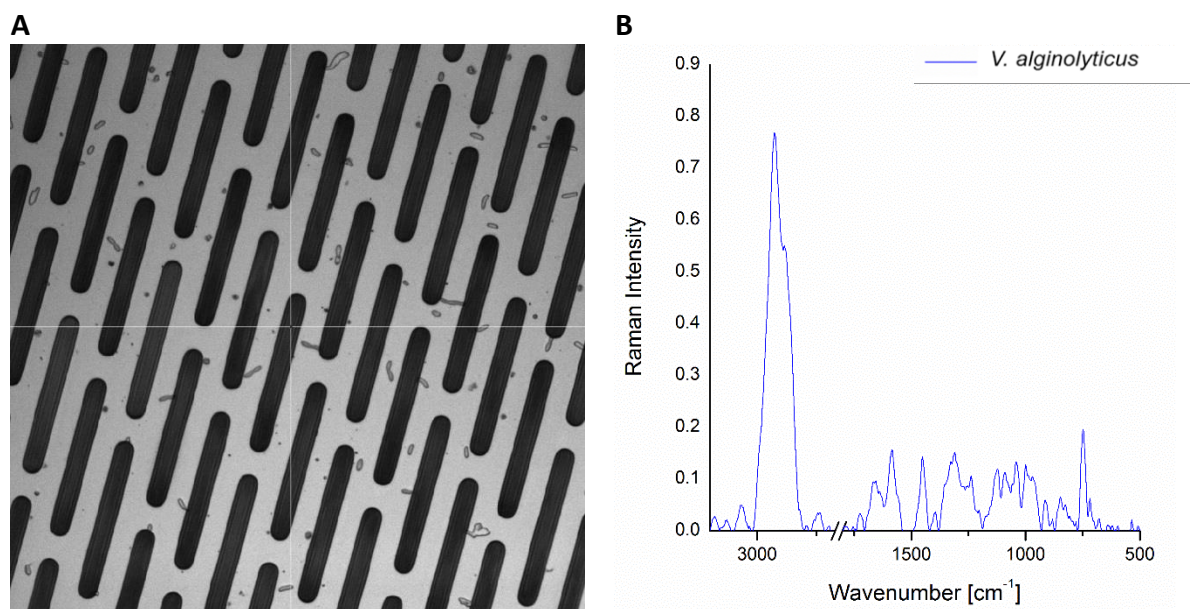 A
B
V. alginolyticus
0.9
0.8
0.7
0.6
0.5
0.4
0.3
0.2
0.1
0.0
Raman Intensity
3000 // 1500 1000 500
Wavenumber [cm⁻¹]